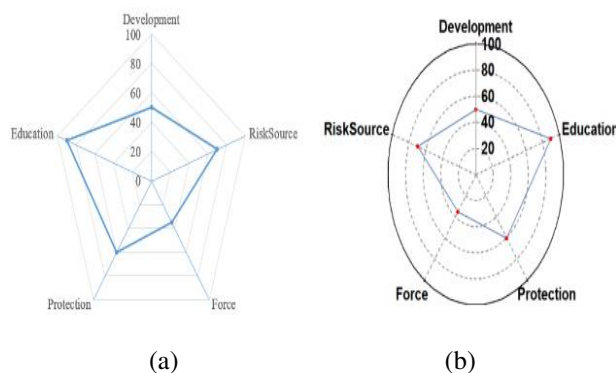 Development
100
80
60
40
20
0
Education
RiskSource
Protection
Force
(a)
Development
100
80
60
40
20
RiskSource
Education
Force
Protection
(b)